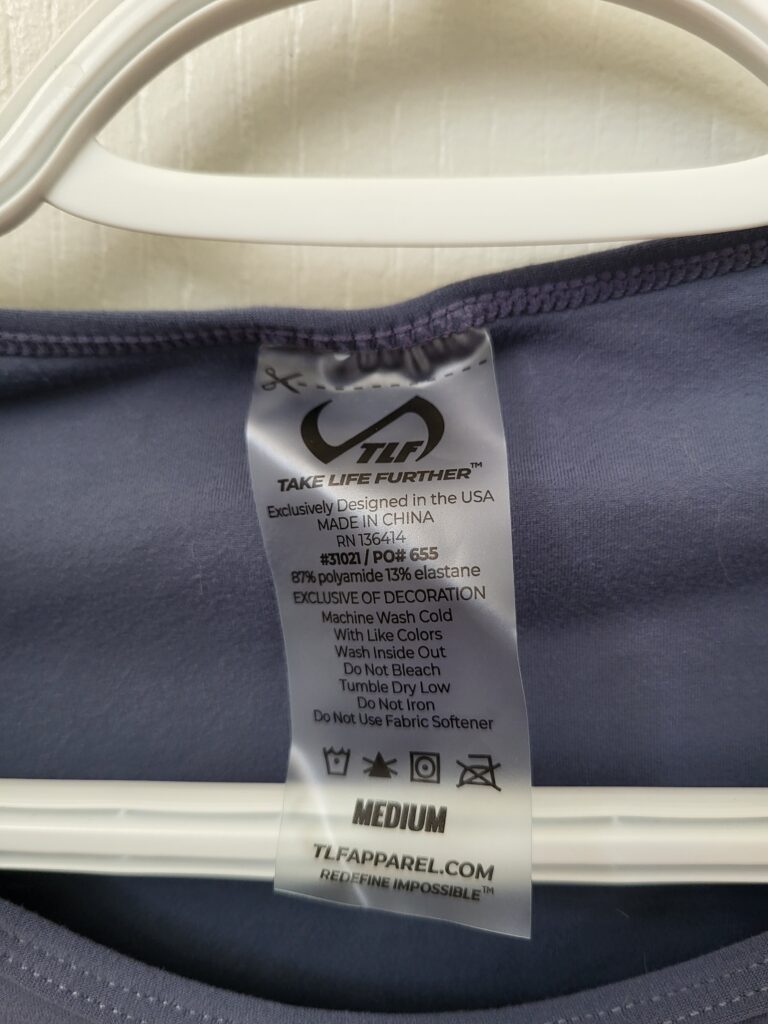 TLF
TAKE LIFE FURTHER™
Exclusively Designed in the USA
MADE IN CHINA
RN 136414
#31021 / PO# 655
87% polyamide 13% elastane
EXCLUSIVE OF DECORATION
Machine Wash Cold
With Like Colors
Wash Inside Out
Do Not Bleach
Tumble Dry Low
Do Not Iron
Do Not Use Fabric Softener
MEDIUM
TLFAPPAREL.COM
REDEFINE IMPOSSIBLE™